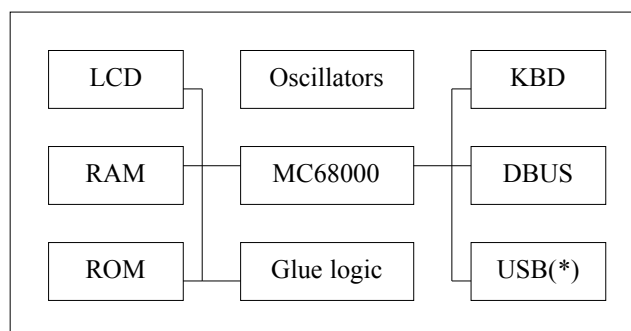 LCD
Oscillators
KBD
RAM
MC68000
DBUS
ROM
Glue logic
USB(*)